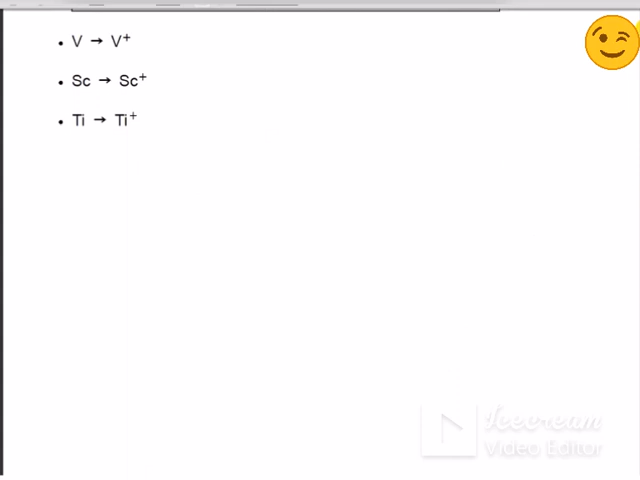 • V → V⁺
• Sc → Sc⁺
• Ti → Ti⁺
Icecream
Video Editor